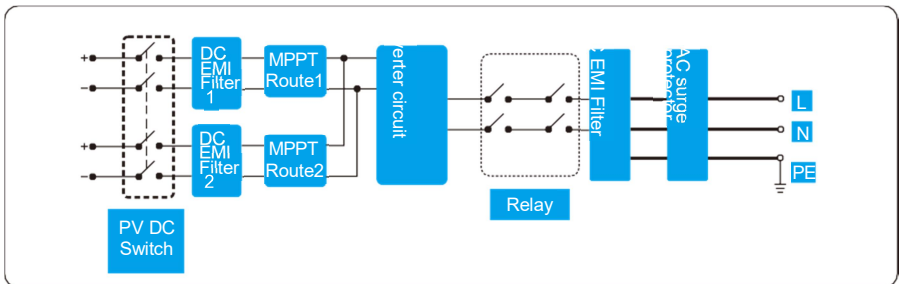 +
DC
EMI
Filter
1
MPPT
Route1
-
+
DC
EMI
Filter
2
MPPT
Route2
-
verter circuit
EMI Filter
AC surge
L
N
PE
Relay
PV DC
Switch